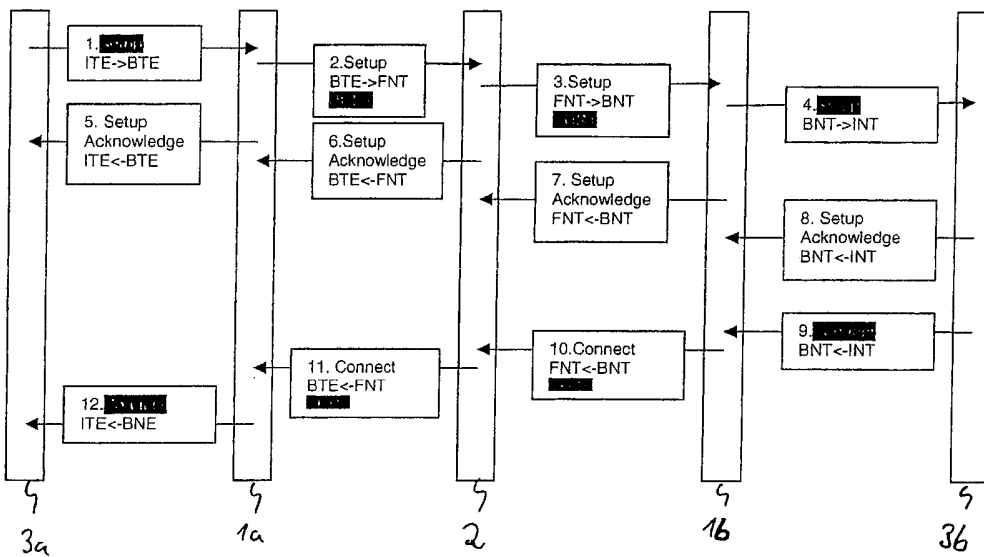 1.
ITE->BTE
2.Setup
BTE->FNT
3.Setup
FNT->BNT
4.
BNT->INT
5. Setup
Acknowledge
ITE<-BTE
6.Setup
Acknowledge
BTE<-FNT
7. Setup
Acknowledge
FNT<-BNT
8. Setup
Acknowledge
BNT<-INT
9.
BNT<-INT
10.Connect
FNT<-BNT
11. Connect
BTE<-FNT
12.
ITE<-BNE
3a
1a
2
1b
3b